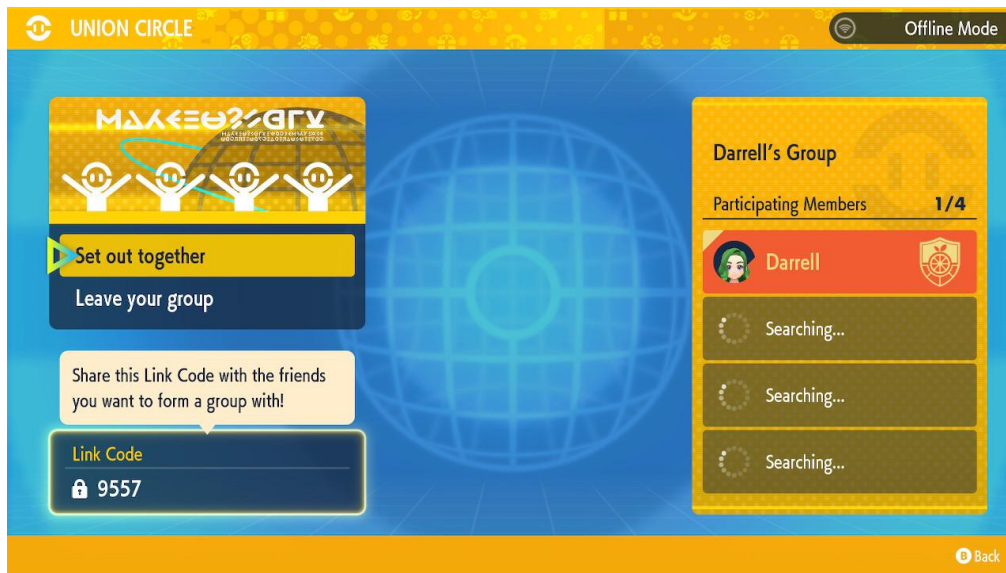 UNION CIRCLE
Offline Mode
Set out together
Leave your group
Share this Link Code with the friends
you want to form a group with!
Link Code
9557
Darrell's Group
Participating Members 1/4
Darrell
Searching...
Searching...
Searching...
B Back